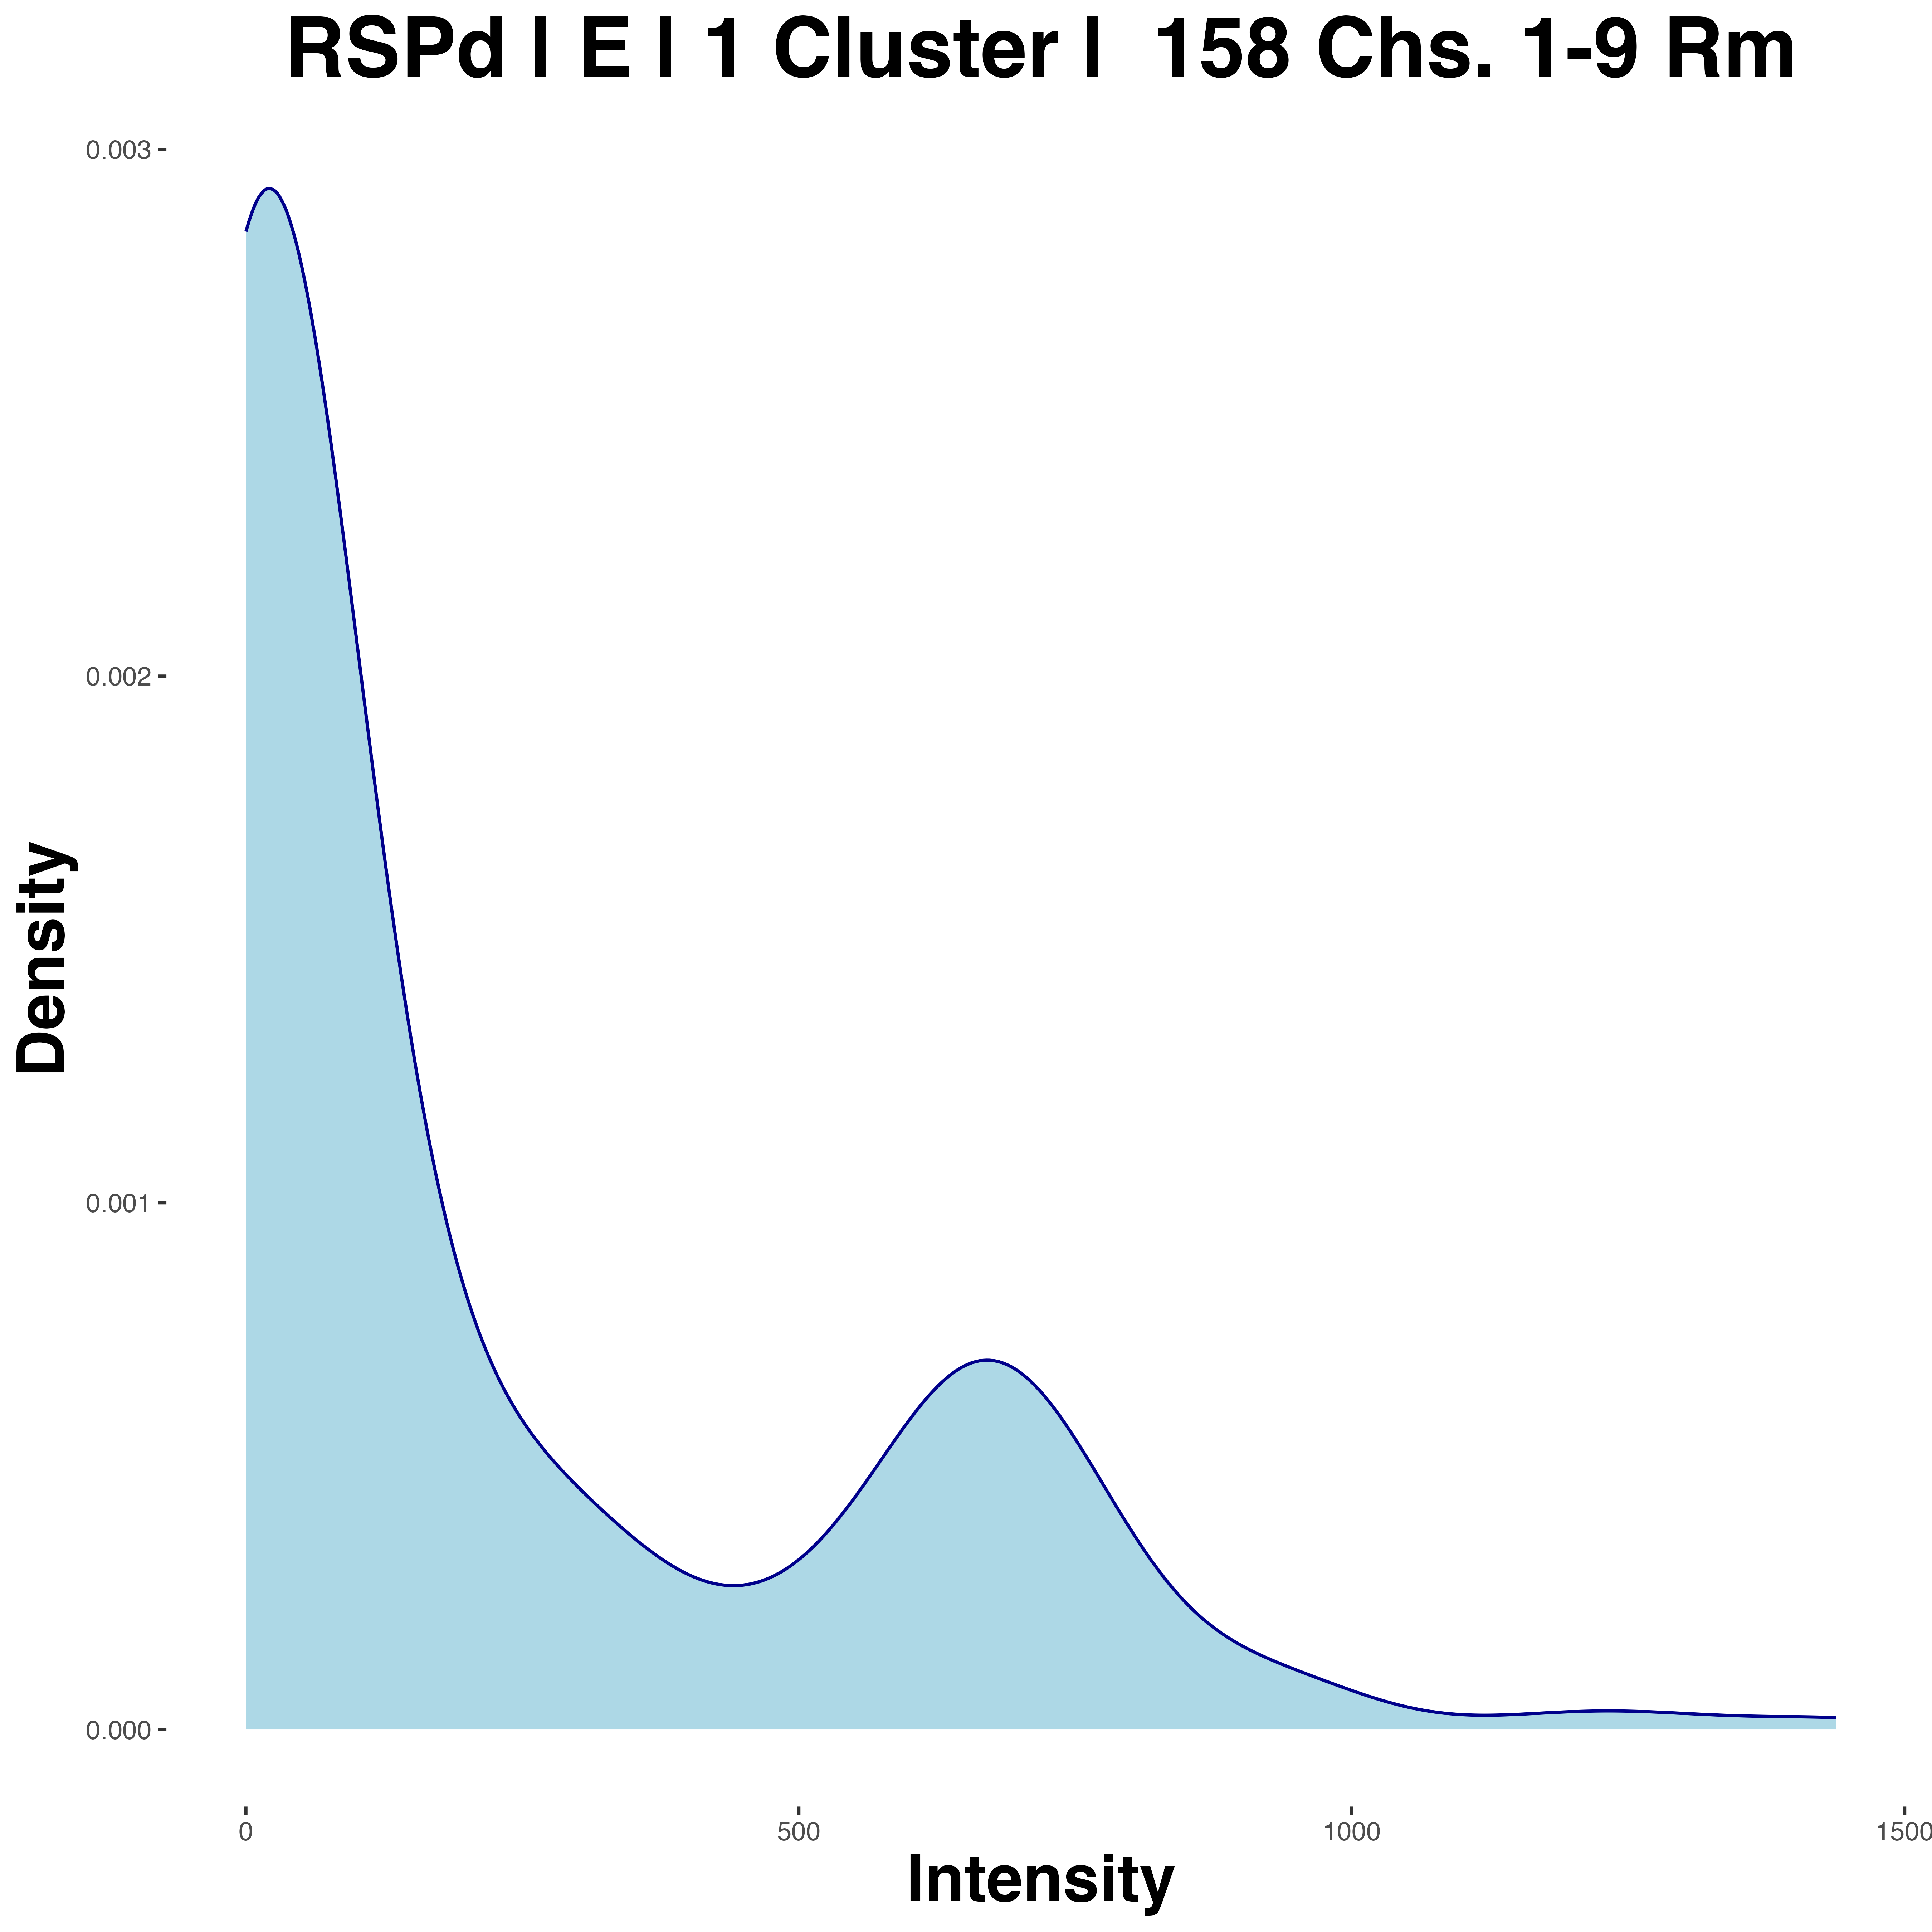 RSPd | E | 1 Cluster | 158 Chs. 1-9 Rm
0.003
0.002
0.001
0.000
Density
0 500 1000 1500
Intensity